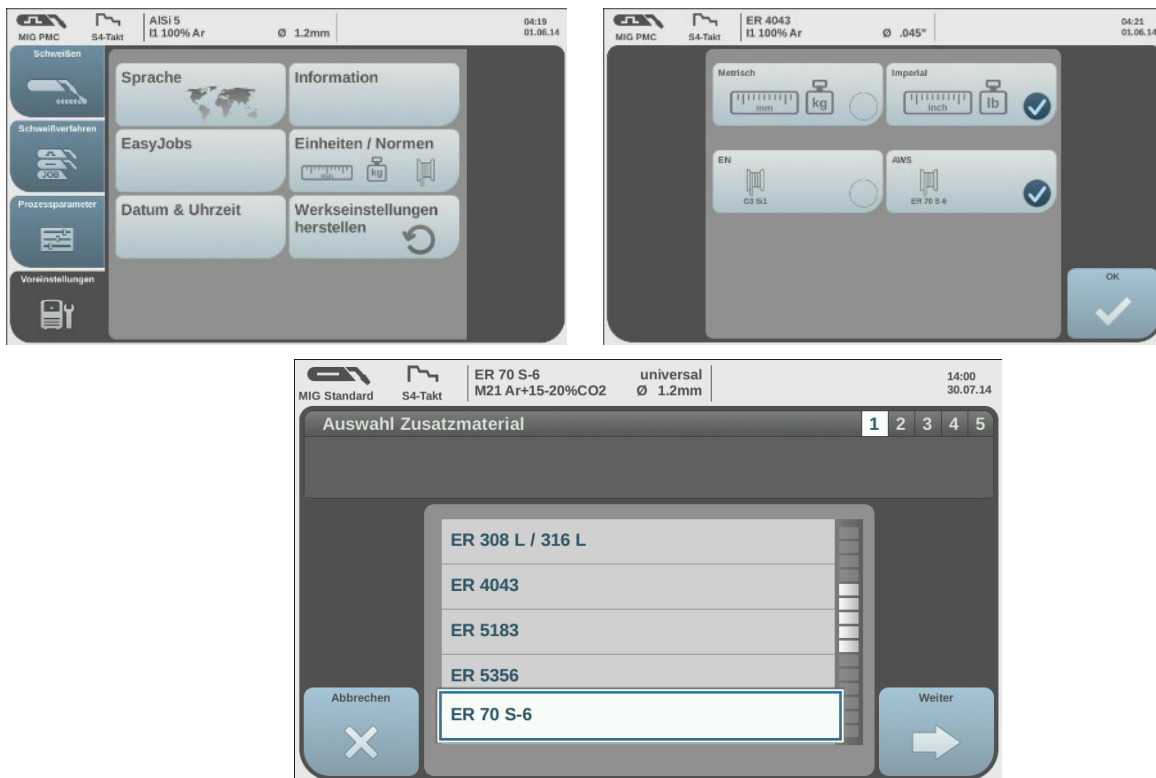 MIG PMC
S4-Takt
AlSi 5
I1 100% Ar
Ø 1.2mm
04:19
01.06.14
Schweißen
Schweißverfahren
JOB
Prozessparameter
Voreinstellungen
Sprache
Information
EasyJobs
Einheiten / Normen
mm
kg
Datum & Uhrzeit
Werkseinstellungen
herstellen
MIG PMC
S4-Takt
ER 4043
I1 100% Ar
Ø .045"
04:21
01.06.14
Metrisch
mm
kg
Imperial
inch
lb
EN
G3 Si1
AWS
ER 70 S-6
OK
MIG Standard
S4-Takt
ER 70 S-6 universal
M21 Ar+15-20%CO2 Ø 1.2mm
14:00
30.07.14
Auswahl Zusatzmaterial
1 2 3 4 5
ER 308 L / 316 L
ER 4043
ER 5183
ER 5356
ER 70 S-6
Abbrechen
Weiter